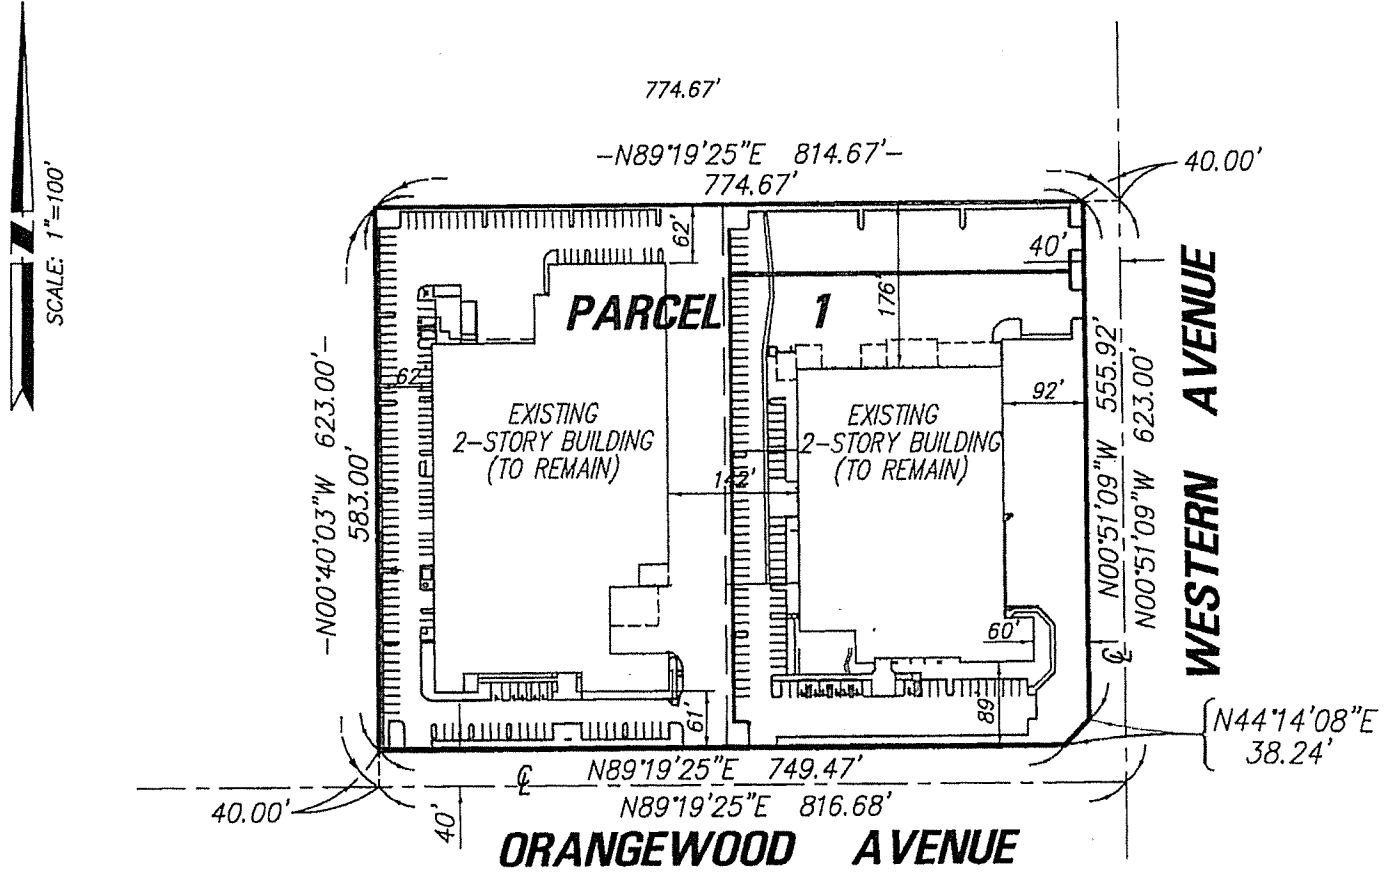 774.67'
–N89°19'25"E 814.67'–
774.67'
40.00'
SCALE: 1"=100'
62'
40'
176'
PARCEL 1
62'
92'
EXISTING
2–STORY BUILDING
(TO REMAIN)
EXISTING
2–STORY BUILDING
(TO REMAIN)
142'
–N00°40'03"W 623.00'–
583.00'
N00°51'09"W 555.92'
N00°51'09"W 623.00'
WESTERN AVENUE
60'
℄
61'
89'
N44°14'08"E
38.24'
℄
N89°19'25"E 749.47'
N89°19'25"E 816.68'
40.00'
40'
ORANGEWOOD AVENUE